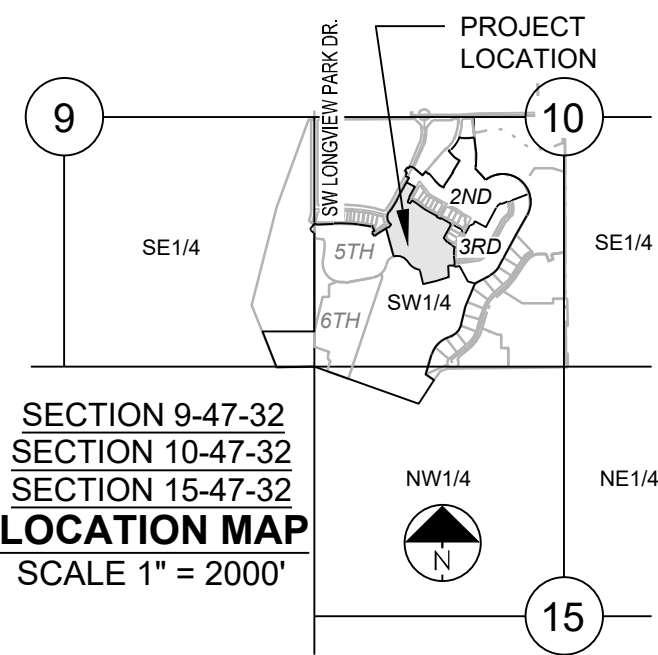 PROJECT
LOCATION
SW LONGVIEW PARK DR.
9
10
2ND
SE1/4
5TH
3RD
SE1/4
SW1/4
6TH
SECTION 9-47-32
SECTION 10-47-32
SECTION 15-47-32
LOCATION MAP
SCALE 1" = 2000'
NW1/4
NE1/4
N
15